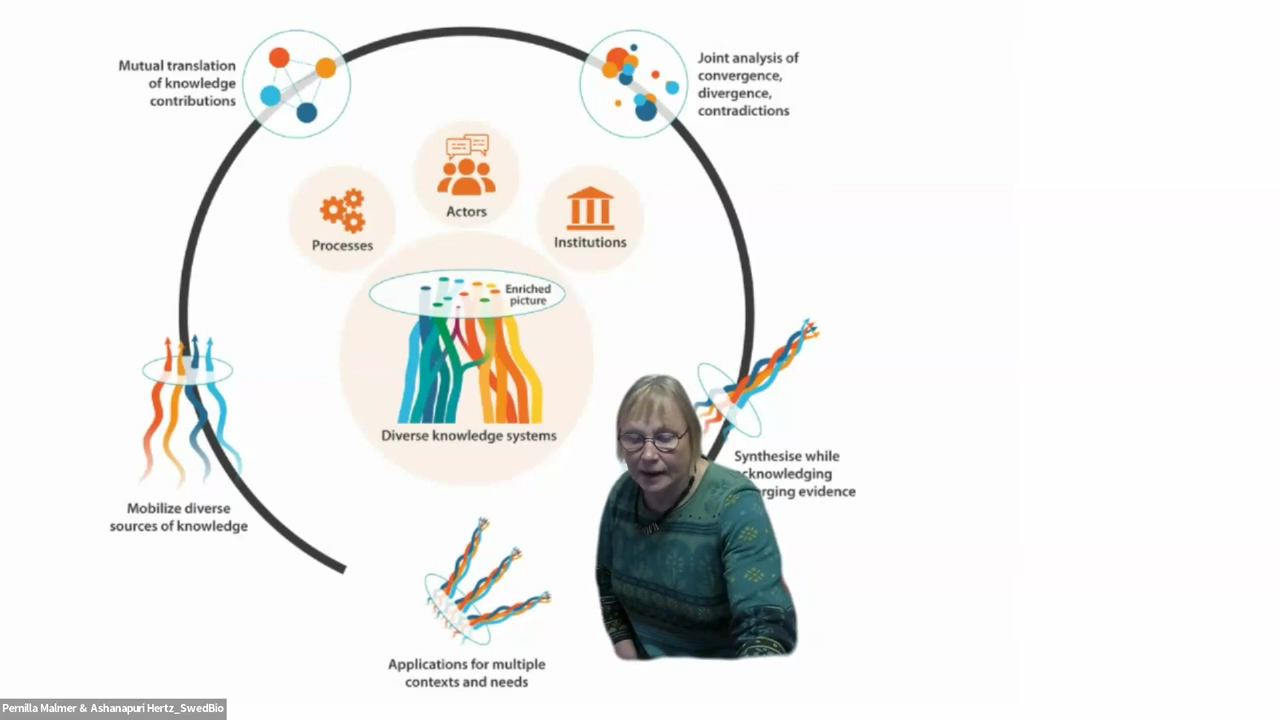 Mutual translation
of knowledge
contributions
Joint analysis of
convergence,
divergence,
contradictions
Actors
Processes
Institutions
Enriched
picture
Diverse knowledge systems
Synthesise while
evidence
Mobilize diverse
sources of knowledge
Applications for multiple
contexts and needs
Pernilla Malmer & Ashanapuri Hertz_SwedBio